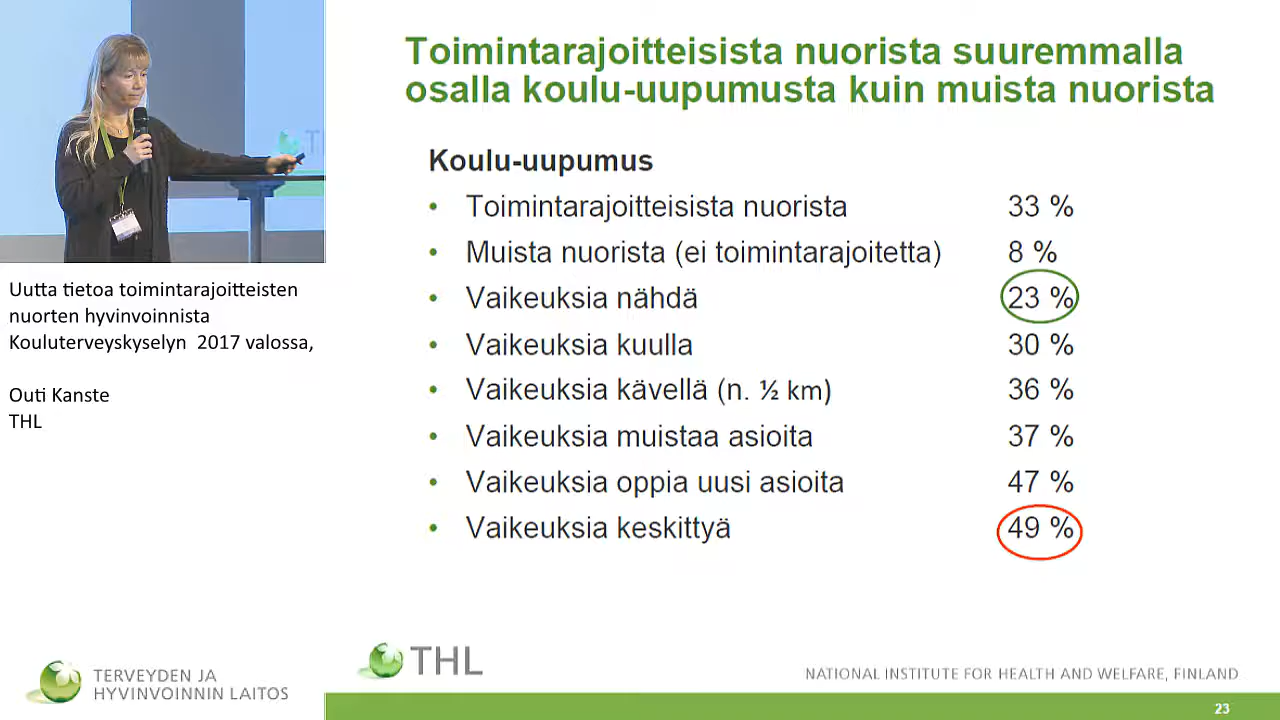 Toimintarajoitteisista nuorista suuremmalla
osalla koulu-uupumusta kuin muista nuorista
Koulu-uupumus
• Toimintarajoitteisista nuorista 33 %
• Muista nuorista (ei toimintarajoitetta) 8 %
• Vaikeuksia nähdä 23 %
• Vaikeuksia kuulla 30 %
• Vaikeuksia kävellä (n. ½ km) 36 %
• Vaikeuksia muistaa asioita 37 %
• Vaikeuksia oppia uusi asioita 47 %
• Vaikeuksia keskittyä 49 %
Uutta tietoa toimintarajoitteisten
nuorten hyvinvoinnista
Kouluterveyskyselyn 2017 valossa,
Outi Kanste
THL
TERVEYDEN JA
HYVINVOINNIN LAITOS
THL
NATIONAL INSTITUTE FOR HEALTH AND WELFARE, FINLAND
23